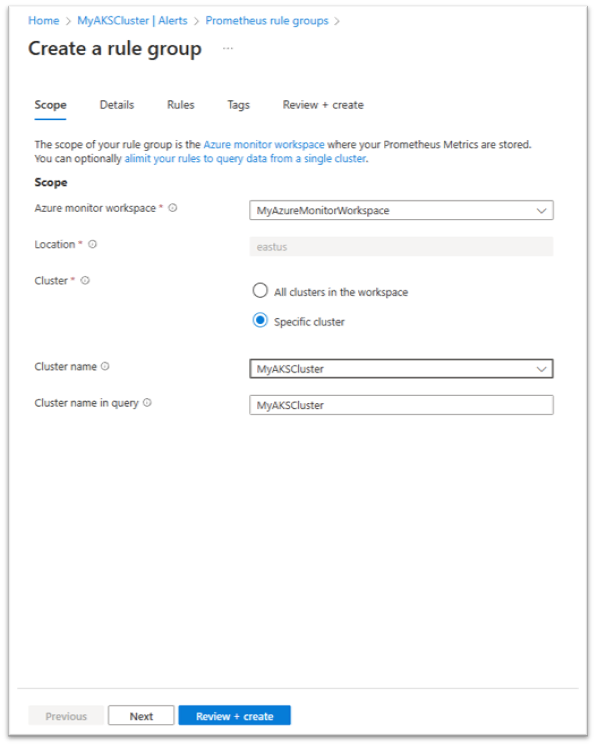 Home > MyAKSCluster | Alerts > Prometheus rule groups >
Create a rule group ...
Scope Details Rules Tags Review + create
The scope of your rule group is the Azure monitor workspace where your Prometheus Metrics are stored.
You can optionally alimit your rules to query data from a single cluster.
Scope
Azure monitor workspace * MyAzureMonitorWorkspace
Location * eastus
Cluster *
All clusters in the workspace
Specific cluster
Cluster name MyAKSCluster
Cluster name in query MyAKSCluster
Previous Next Review + create